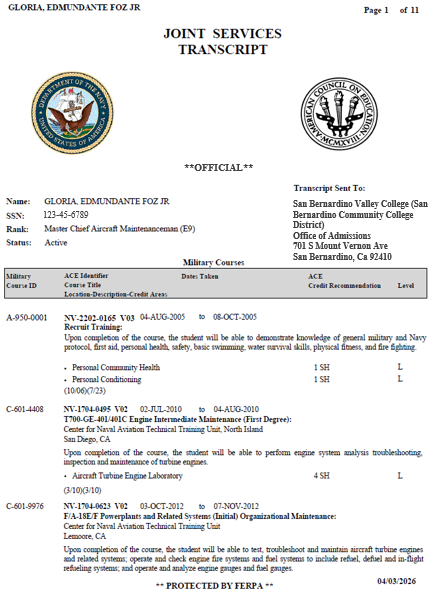 GLORIA, EDMUNDANTE FOZ JR
Page 1 of 11
JOINT SERVICES
TRANSCRIPT
DEPARTMENT OF THE NAVY
UNITED STATES OF AMERICA
AMERICAN COUNCIL ON EDUCATION
MCMXVIII
**OFFICIAL**
Transcript Sent To:
Name: GLORIA, EDMUNDANTE FOZ JR
San Bernardino Valley College (San
Bernardino Community College
District)
SSN: 123-45-6789
Rank: Master Chief Aircraft Maintenanceman (E9)
Office of Admissions
Status: Active
701 S Mount Vernon Ave
San Bernardino, Ca 92410
Military Courses
Military ACE Identifier Dates Taken ACE
Course ID Course Title Credit Recommendation Level
Location-Description-Credit Areas
A-950-0001 NV-2202-0165 V03 04-AUG-2005 to 08-OCT-2005
Recruit Training:
Upon completion of the course, the student will be able to demonstrate knowledge of general military and Navy
protocol, first aid, personal health, safety, basic swimming, water survival skills, physical fitness, and fire fighting.
• Personal Community Health 1 SH L
• Personal Conditioning 1 SH L
(10/06)(7/23)
C-601-4408 NV-1704-0495 V02 02-JUL-2010 to 04-AUG-2010
T700-GE-401/401C Engine Intermediate Maintenance (First Degree):
Center for Naval Aviation Technical Training Unit, North Island
San Diego, CA
Upon completion of the course, the student will be able to perform engine system analysis troubleshooting,
inspection and maintenance of turbine engines.
• Aircraft Turbine Engine Laboratory 4 SH L
(3/10)(3/10)
C-601-9976 NV-1704-0623 V02 03-OCT-2012 to 07-NOV-2012
F/A-18E/F Powerplants and Related Systems (Initial) Organizational Maintenance:
Center for Naval Aviation Technical Training Unit
Lemoore, CA
Upon completion of the course, the student will be able to test, troubleshoot and maintain aircraft turbine engines
and related systems; operate and check engine fire systems and fuel systems to include refuel, defuel and in-flight
refueling systems; and operate and analyze engine gauges and fuel gauges.
** PROTECTED BY FERPA **
04/03/2026